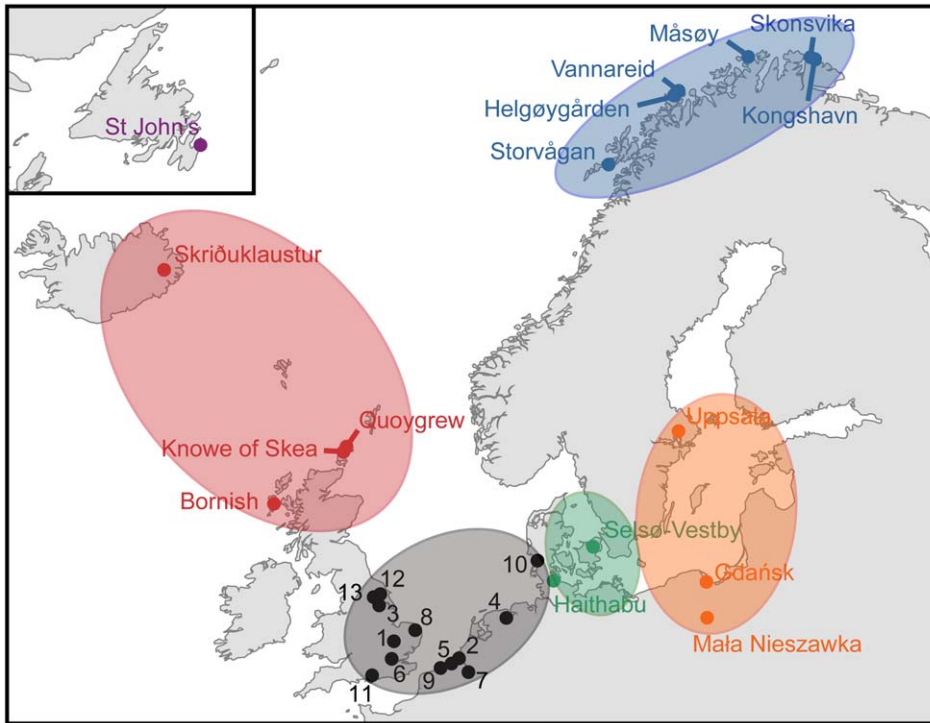 Skonsvika
Måsøy
Vannareid
St John's
Helgøygården
Kongshavn
Storvågan
Skriðuklaustur
Quoygrew
Uppsala
Knowe of Skea
Bornish
Selsø-Vestby
10
12
Gdańsk
13
Haithabu
4
3
8
1
Mała Nieszawka
5
2
6
9
7
11